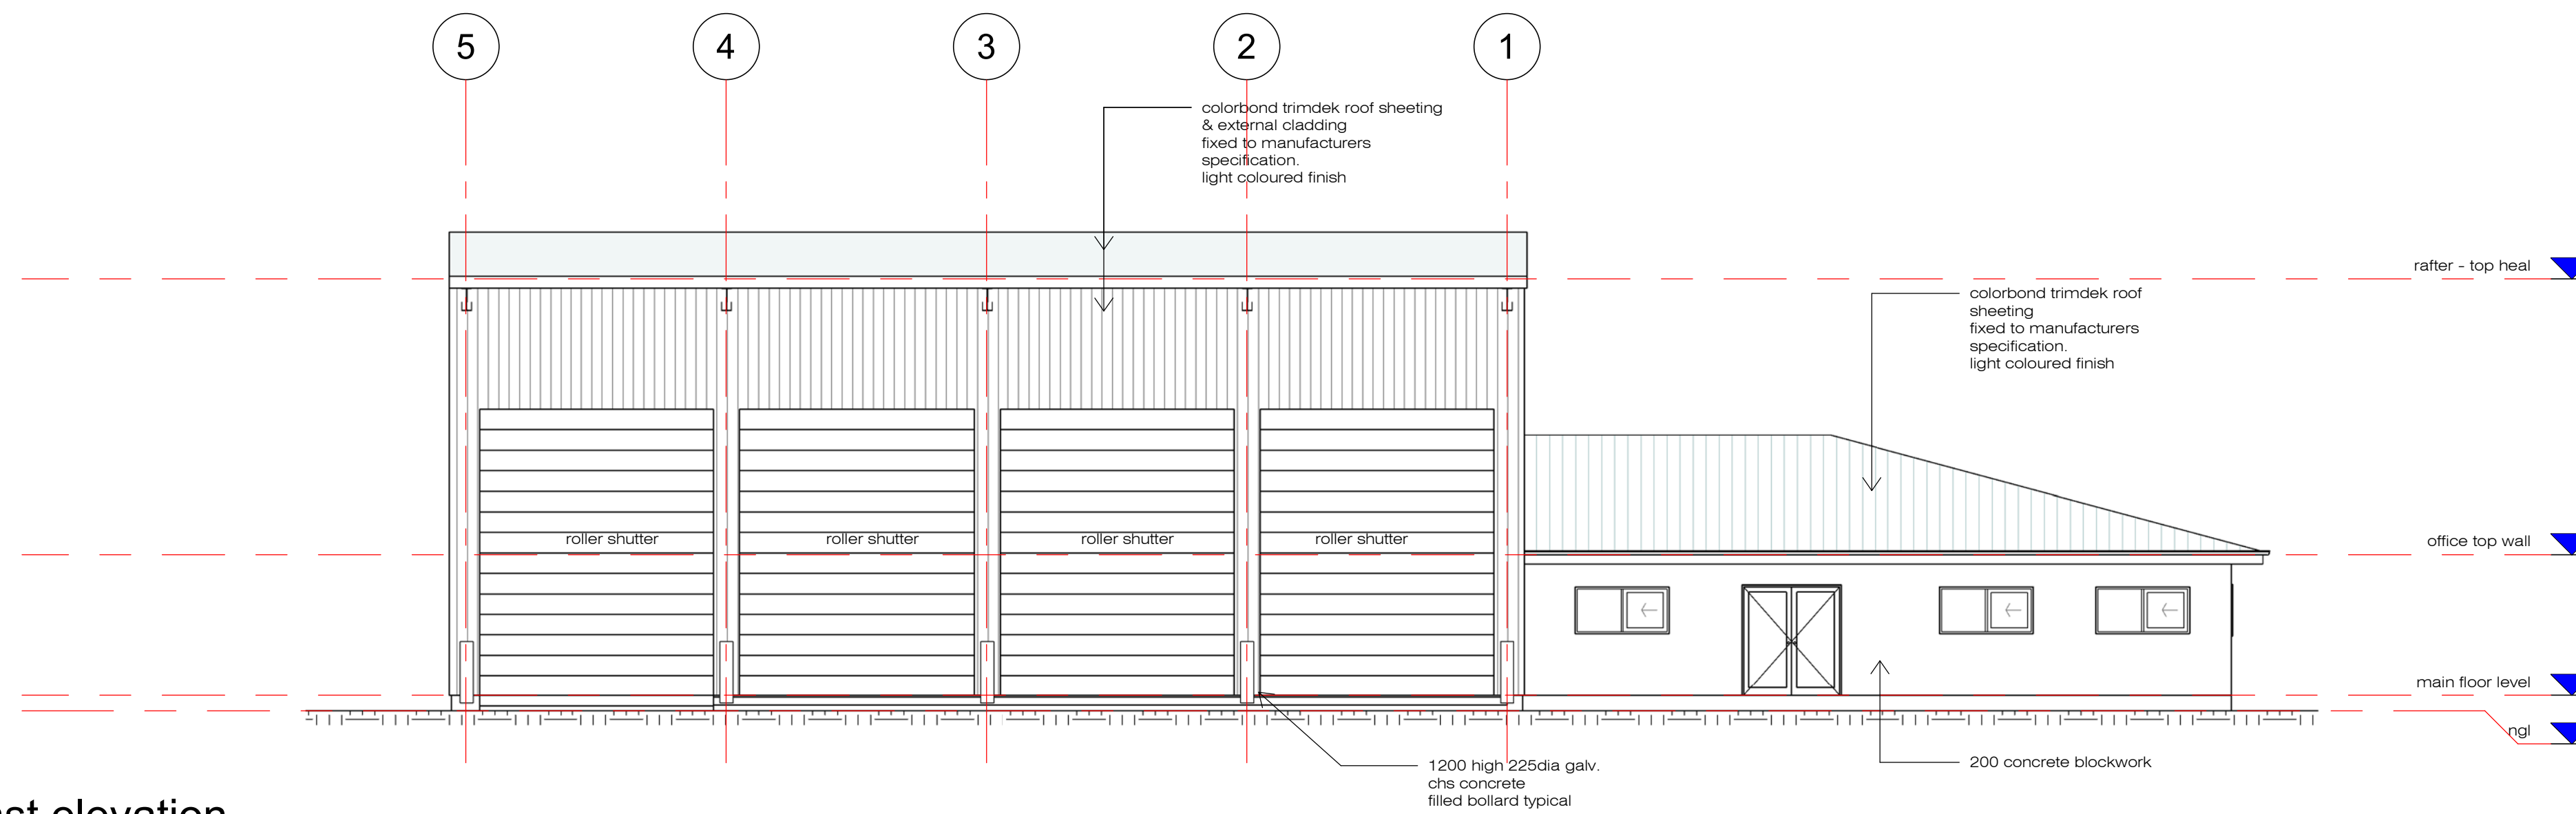 5 4 3 2 1
colorbond trimdek roof sheeting
& external cladding
fixed to manufacturers
specification.
light coloured finish
rafter - top heal
colorbond trimdek roof
sheeting
fixed to manufacturers
specification.
light coloured finish
roller shutter roller shutter roller shutter roller shutter
office top wall
main floor level
ngl
1200 high 225dia galv.
chs concrete
filled bollard typical
200 concrete blockwork
elevation